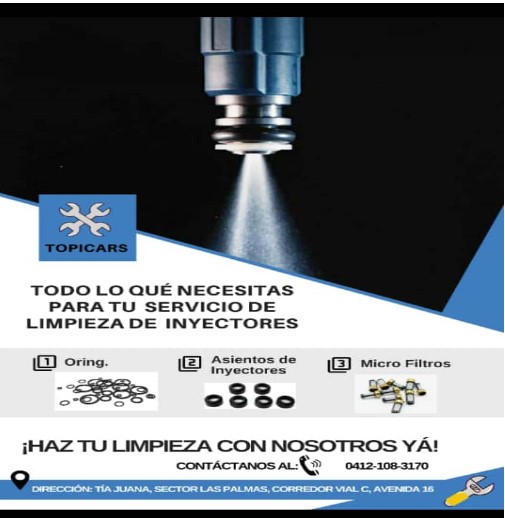 TOPICARS
TODO LO QUÉ NECESITAS
PARA TU SERVICIO DE
LIMPIEZA DE INYECTORES
1 Oring.
2 Asientos de
Inyectores
3 Micro Filtros
¡HAZ TU LIMPIEZA CON NOSOTROS YÁ!
CONTÁCTANOS AL: 0412-108-3170
DIRECCIÓN: TÍA JUANA, SECTOR LAS PALMAS, CORREDOR VIAL C, AVENIDA 16